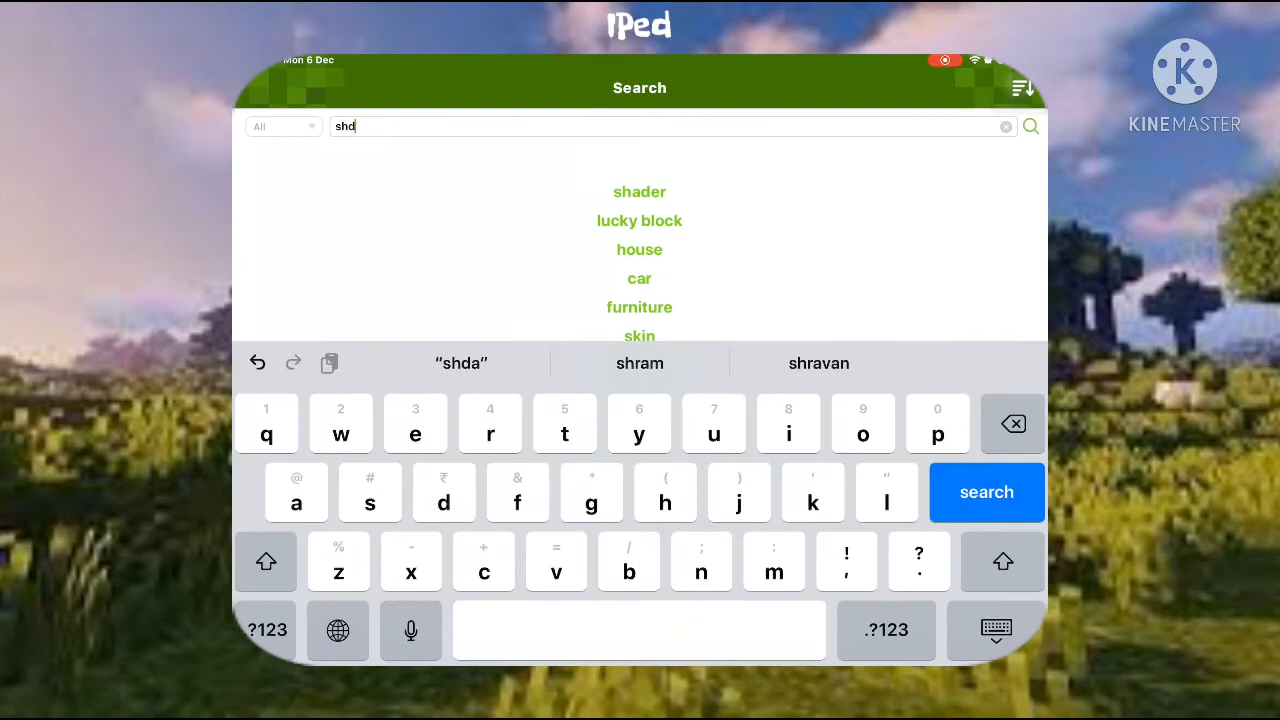 IPed
KINEMASTER
Mon 6 Dec
Search
All
shd
shader
lucky block
house
car
furniture
skin
“shda” shram shravan
1 2 3 4 5 6 7 8 9 0
q w e r t y u i o p
@ # ₹ & * ( ) ' "
a s d f g h j k l search
% - + = / ; : ! ?
z x c v b n m , .
.?123 .?123